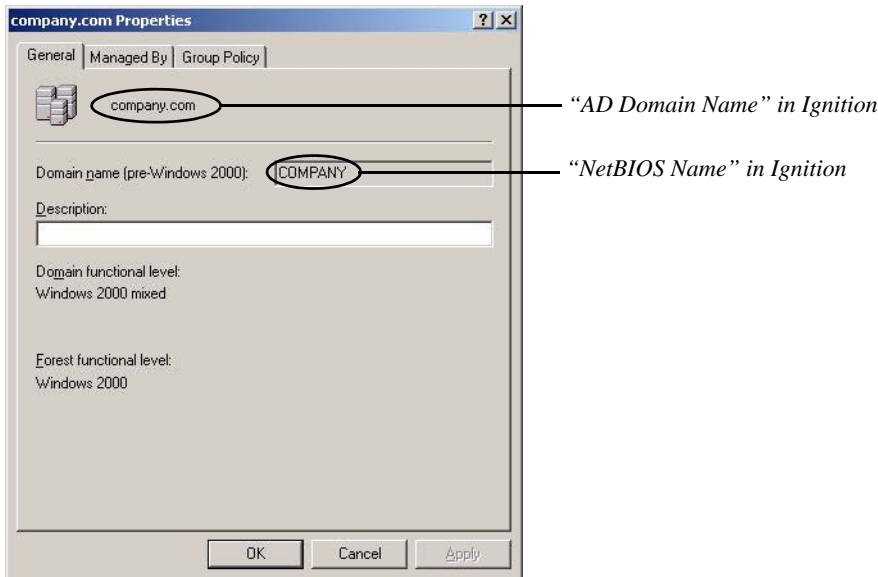 company.com Properties
General Managed By Group Policy
company.com
“AD Domain Name” in Ignition
Domain name (pre-Windows 2000): COMPANY
“NetBIOS Name” in Ignition
Description:
Domain functional level:
Windows 2000 mixed
Forest functional level:
Windows 2000
OK Cancel Apply